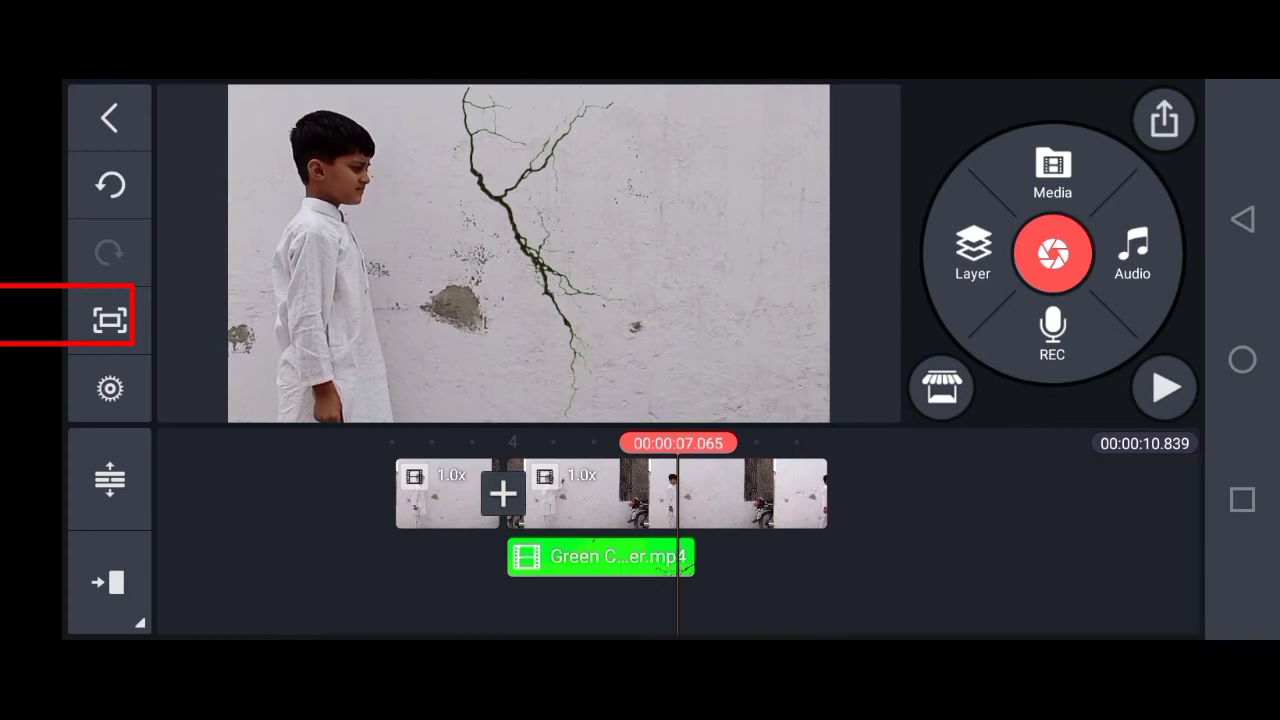 Media
Layer
Audio
REC
4
00:00:07.065
00:00:10.839
1.0x
1.0x
Green C...er.mp4